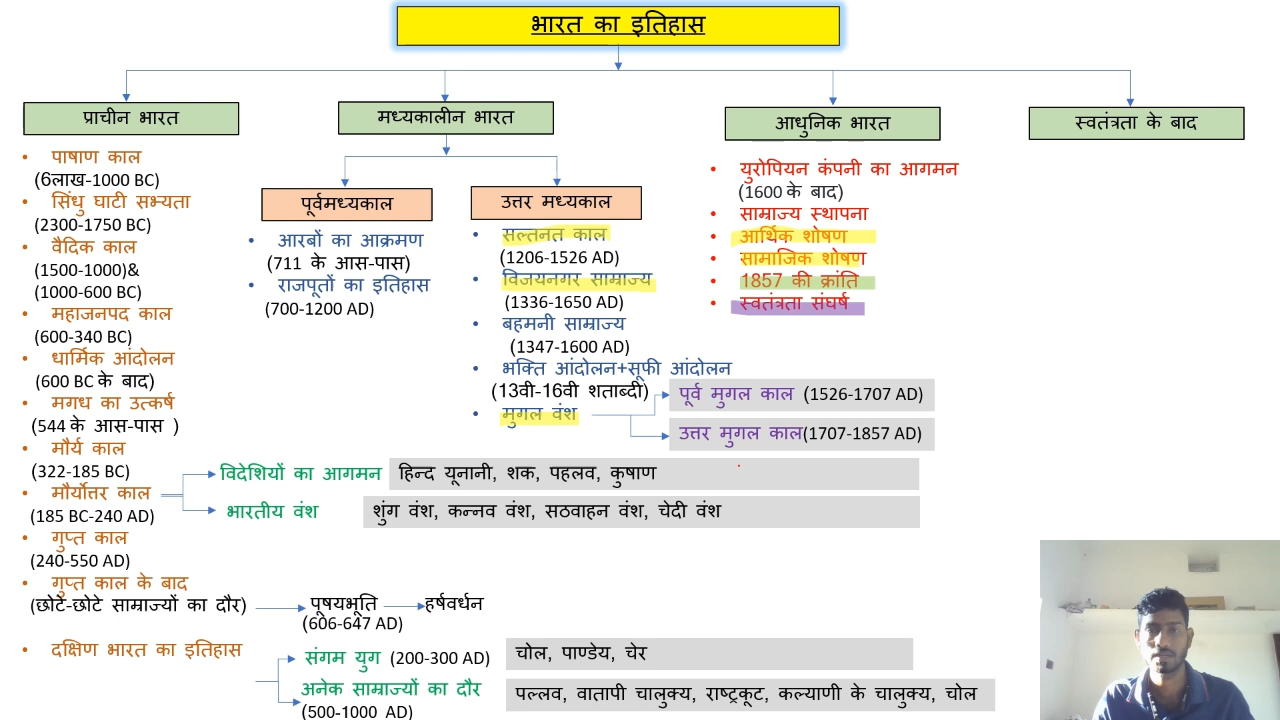 भारत का इतिहास
प्राचीन भारत
पाषाण काल
(6लाख-1000 BC)
सिंधु घाटी सभ्यता
(2300-1750 BC)
वैदिक काल
(1500-1000)&
(1000-600 BC)
महाजनपद काल
(600-340 BC)
धार्मिक आंदोलन
(600 BC के बाद)
मगध का उत्कर्ष
(544 के आस-पास )
मौर्य काल
(322-185 BC)
मौर्योत्तर काल
(185 BC-240 AD)
विदेशियों का आगमन
हिन्द यूनानी, शक, पहलव, कुषाण
भारतीय वंश
शुंग वंश, कन्नव वंश, सठवाहन वंश, चेदी वंश
गुप्त काल
(240-550 AD)
गुप्त काल के बाद
(छोटे-छोटे साम्राज्यों का दौर)
पूषयभूति
(606-647 AD)
हर्षवर्धन
दक्षिण भारत का इतिहास
संगम युग (200-300 AD)
चोल, पाण्डेय, चेर
अनेक साम्राज्यों का दौर
(500-1000 AD)
पल्लव, वातापी चालुक्य, राष्ट्रकूट, कल्याणी के चालुक्य, चोल
मध्यकालीन भारत
पूर्वमध्यकाल
आरबों का आक्रमण
(711 के आस-पास)
राजपूतों का इतिहास
(700-1200 AD)
उत्तर मध्यकाल
सल्तनत काल
(1206-1526 AD)
विजयनगर साम्राज्य
(1336-1650 AD)
बहमनी साम्राज्य
(1347-1600 AD)
भक्ति आंदोलन+सूफी आंदोलन
(13वी-16वी शताब्दी)
मुगल वंश
पूर्व मुगल काल (1526-1707 AD)
उत्तर मुगल काल(1707-1857 AD)
आधुनिक भारत
युरोपियन कंपनी का आगमन
(1600 के बाद)
साम्राज्य स्थापना
आर्थिक शोषण
सामाजिक शोषण
1857 की क्रांति
स्वतंत्रता संघर्ष
स्वतंत्रता के बाद